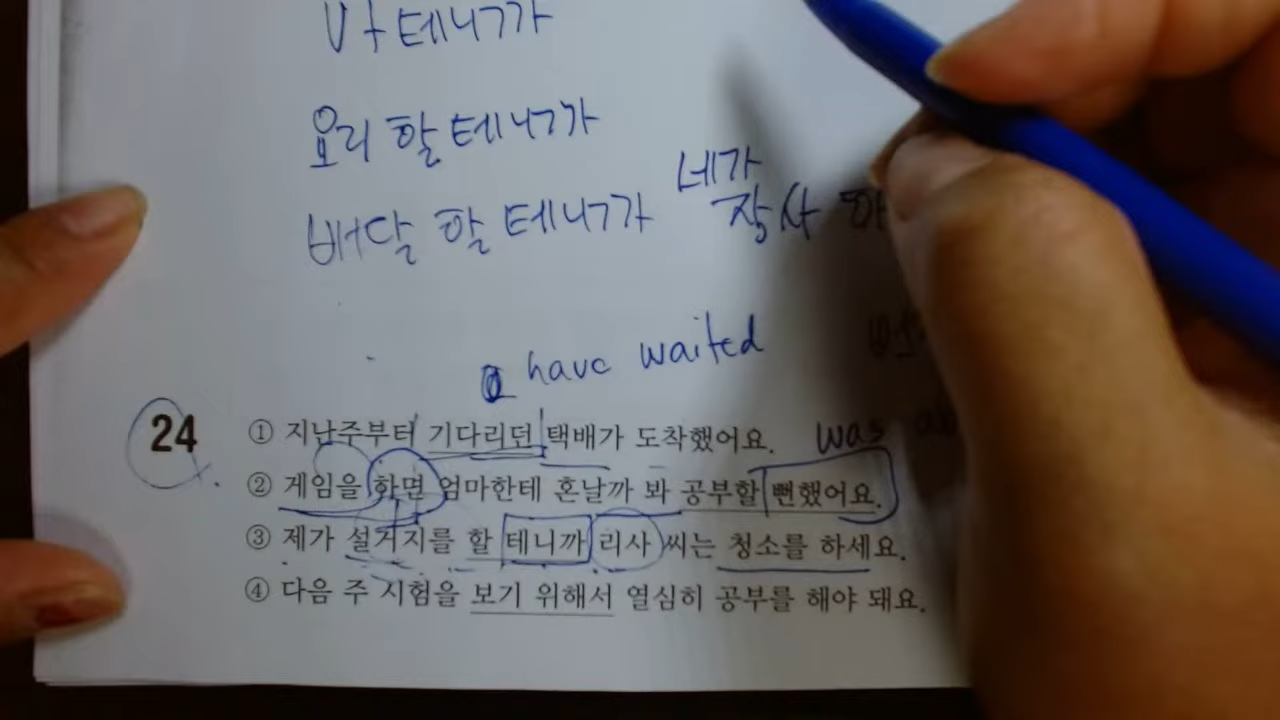 테니까
요리 할 테니까
네가
배달 할 테니까 작사
have waited
24 ① 지난주부터 기다리던 택배가 도착했어요. was
② 게임을 하면 엄마한테 혼날까 봐 공부할 뻔했어요.
③ 제가 설거지를 할 테니까 리사 씨는 청소를 하세요.
④ 다음 주 시험을 보기 위해서 열심히 공부를 해야 돼요.